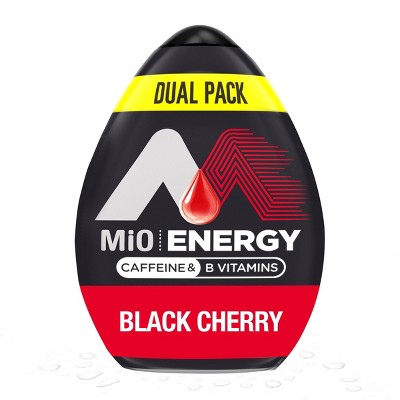 DUAL PACK
MiO ENERGY
CAFFEINE & B VITAMINS
BLACK CHERRY